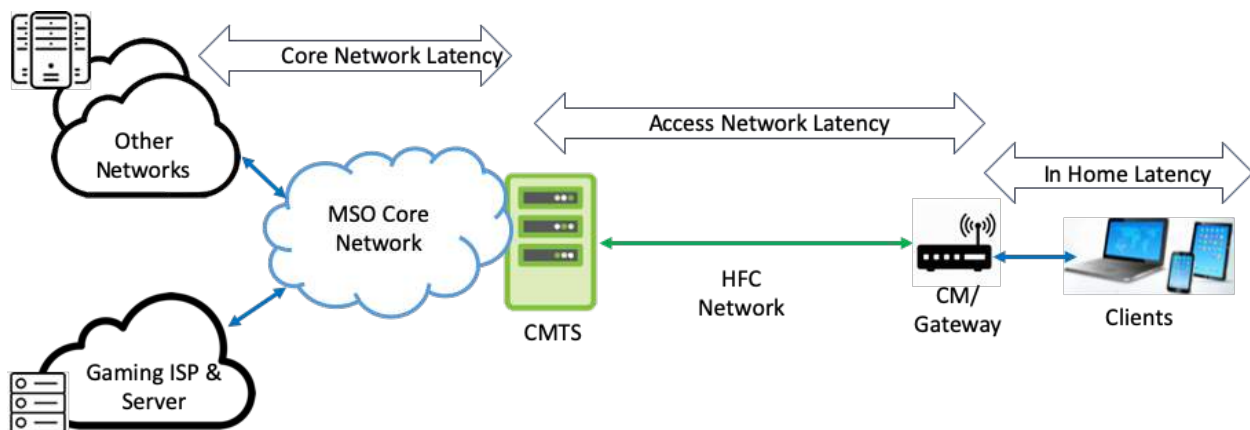 Core Network Latency
Access Network Latency
In Home Latency
Other
Networks
MSO Core
Network
HFC
Network
CMTS
CM/
Gateway
Clients
Gaming ISP &
Server